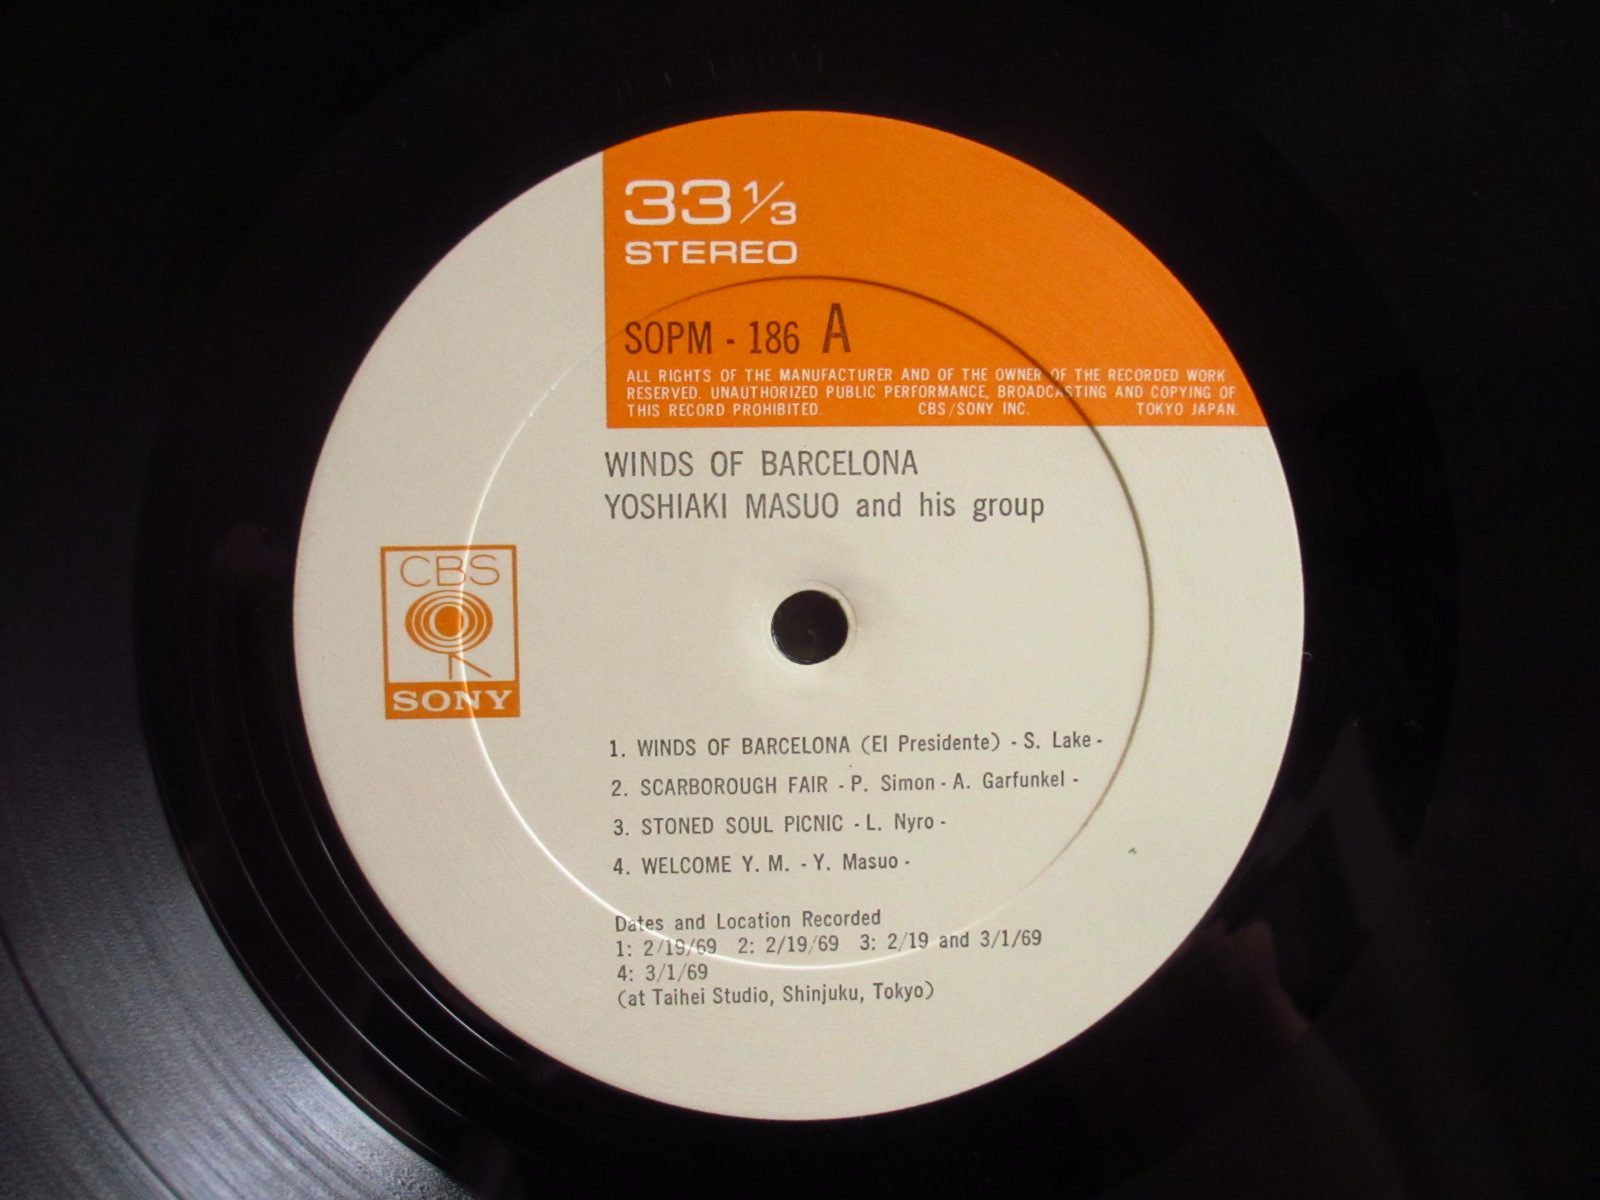 33 1/3
STEREO
SOPM - 186 A
ALL RIGHTS OF THE MANUFACTURER AND OF THE OWNER OF THE RECORDED WORK
RESERVED. UNAUTHORIZED PUBLIC PERFORMANCE, BROADCASTING AND COPYING OF
THIS RECORD PROHIBITED. CBS/SONY INC. TOKYO JAPAN.
WINDS OF BARCELONA
YOSHIAKI MASUO and his group
CBS
SONY
1. WINDS OF BARCELONA (El Presidente) - S. Lake -
2. SCARBOROUGH FAIR - P. Simon - A. Garfunkel -
3. STONED SOUL PICNIC - L. Nyro -
4. WELCOME Y. M. - Y. Masuo -
Dates and Location Recorded
1: 2/19/69 2: 2/19/69 3: 2/19 and 3/1/69
4: 3/1/69
(at Taihei Studio, Shinjuku, Tokyo)